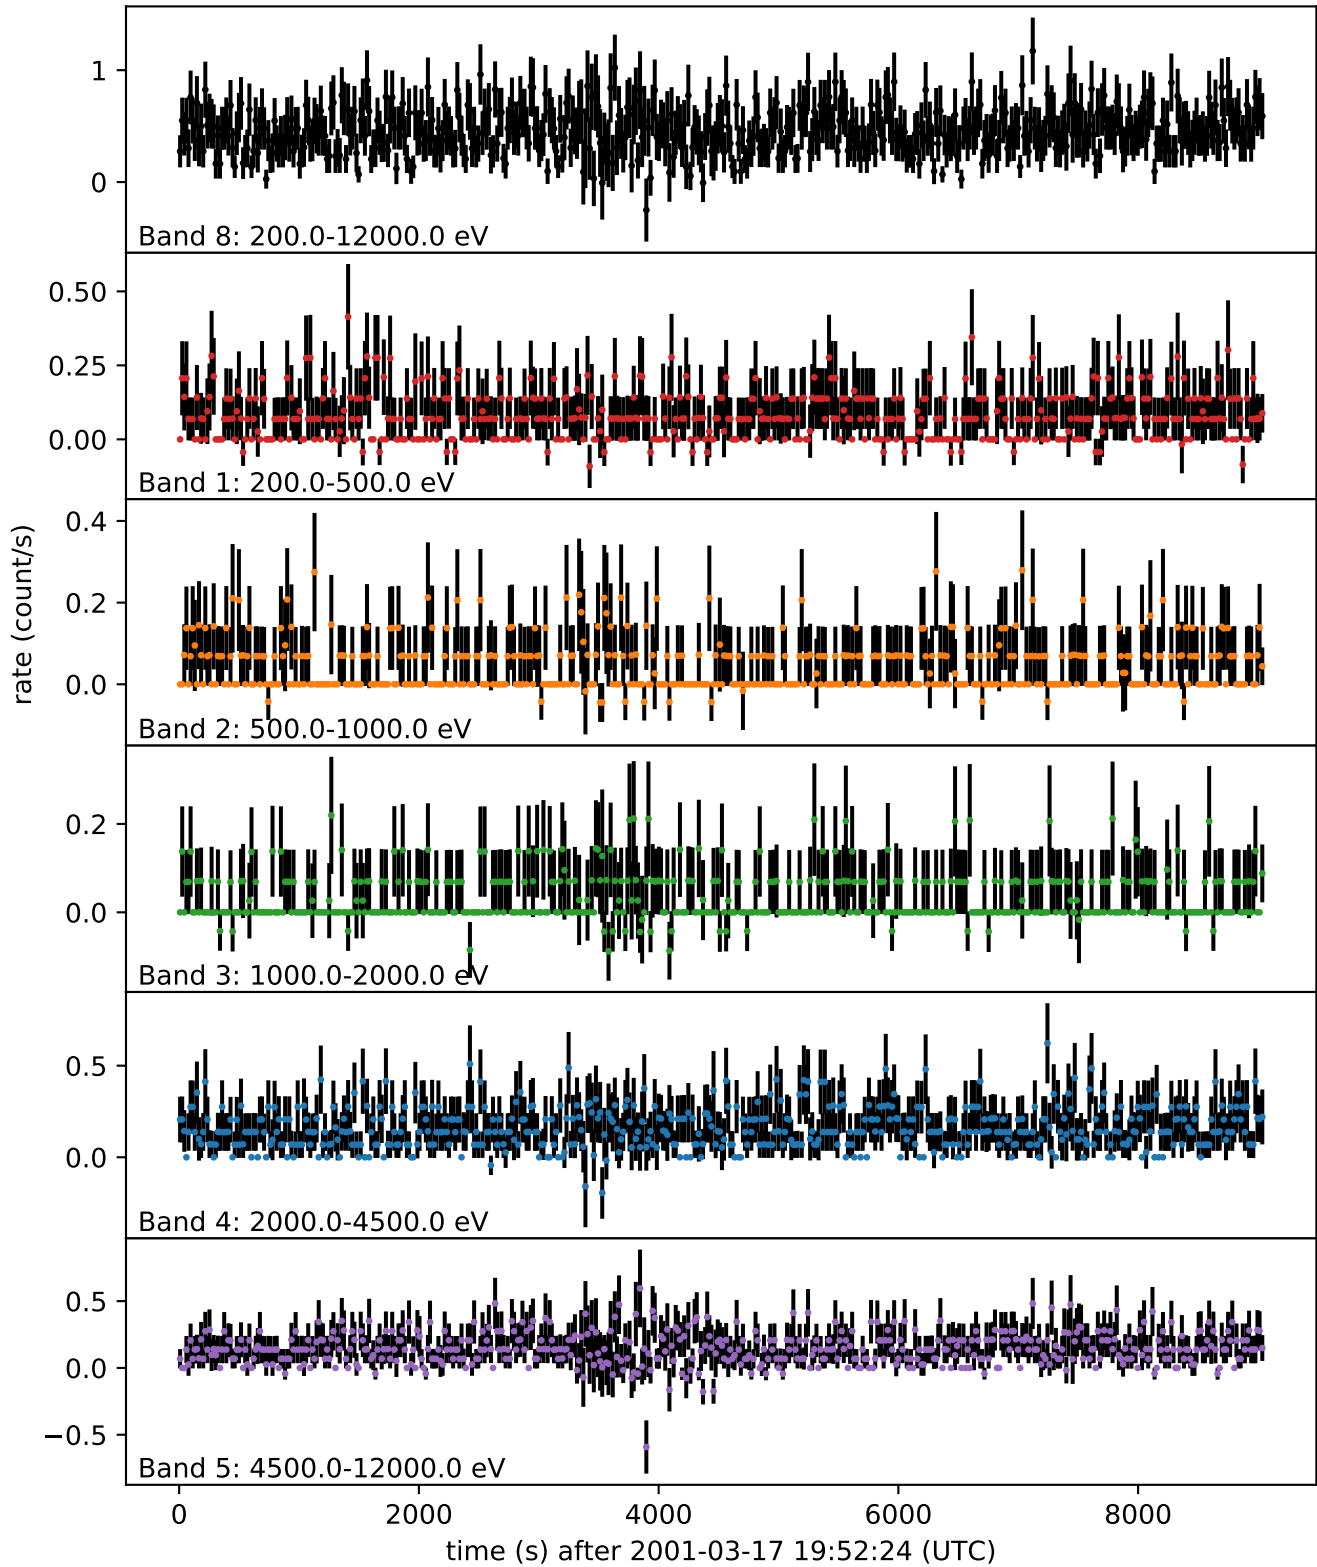 1
0
Band 8: 200.0-12000.0 eV
0.50
0.25
0.00
Band 1: 200.0-500.0 eV
0.4
0.2
0.0
Band 2: 500.0-1000.0 eV
rate (count/s)
0.2
0.0
Band 3: 1000.0-2000.0 eV
0.5
0.0
Band 4: 2000.0-4500.0 eV
0.5
0.0
−0.5
Band 5: 4500.0-12000.0 eV
0 2000 4000 6000 8000
time (s) after 2001-03-17 19:52:24 (UTC)